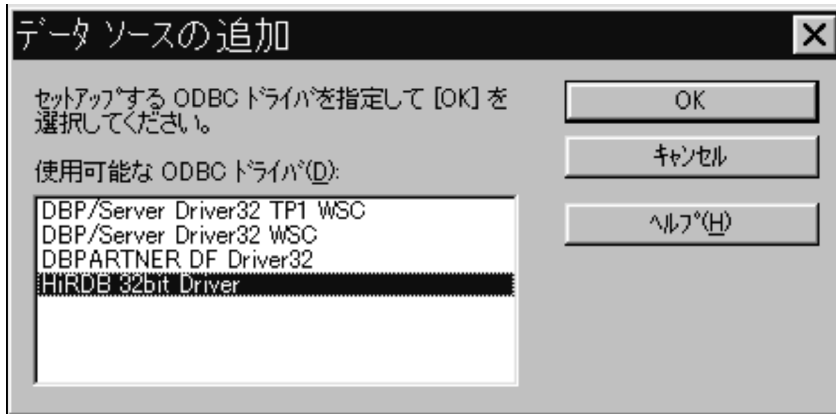 データ ソースの追加
セットアップする ODBC ドライバを指定して [OK] を
選択してください。
使用可能な ODBC ドライバ(D):
DBP/Server Driver32 TP1 WSC
DBP/Server Driver32 WSC
DBPARTNER DF Driver32
HiRDB 32bit Driver
OK
キャンセル
ヘルプ(H)